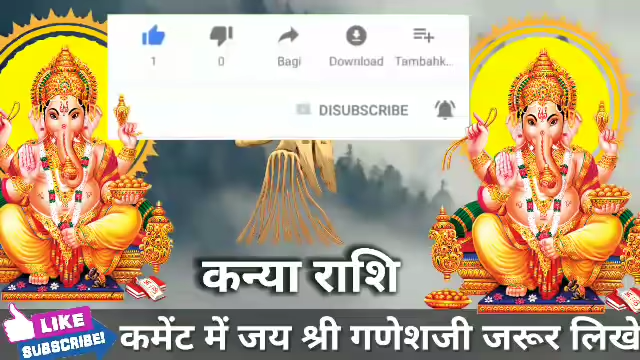 1 0 Bagi Download Tambahk...
DISUBSCRIBE
कन्या राशि
LIKE
SUBSCRIBE!
कमेंट में जय श्री गणेशजी जरूर लिखे